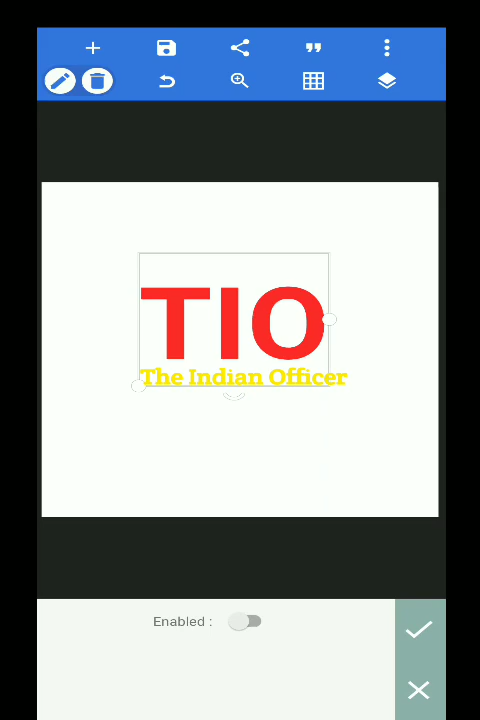 TIO
The Indian Officer
Enabled :